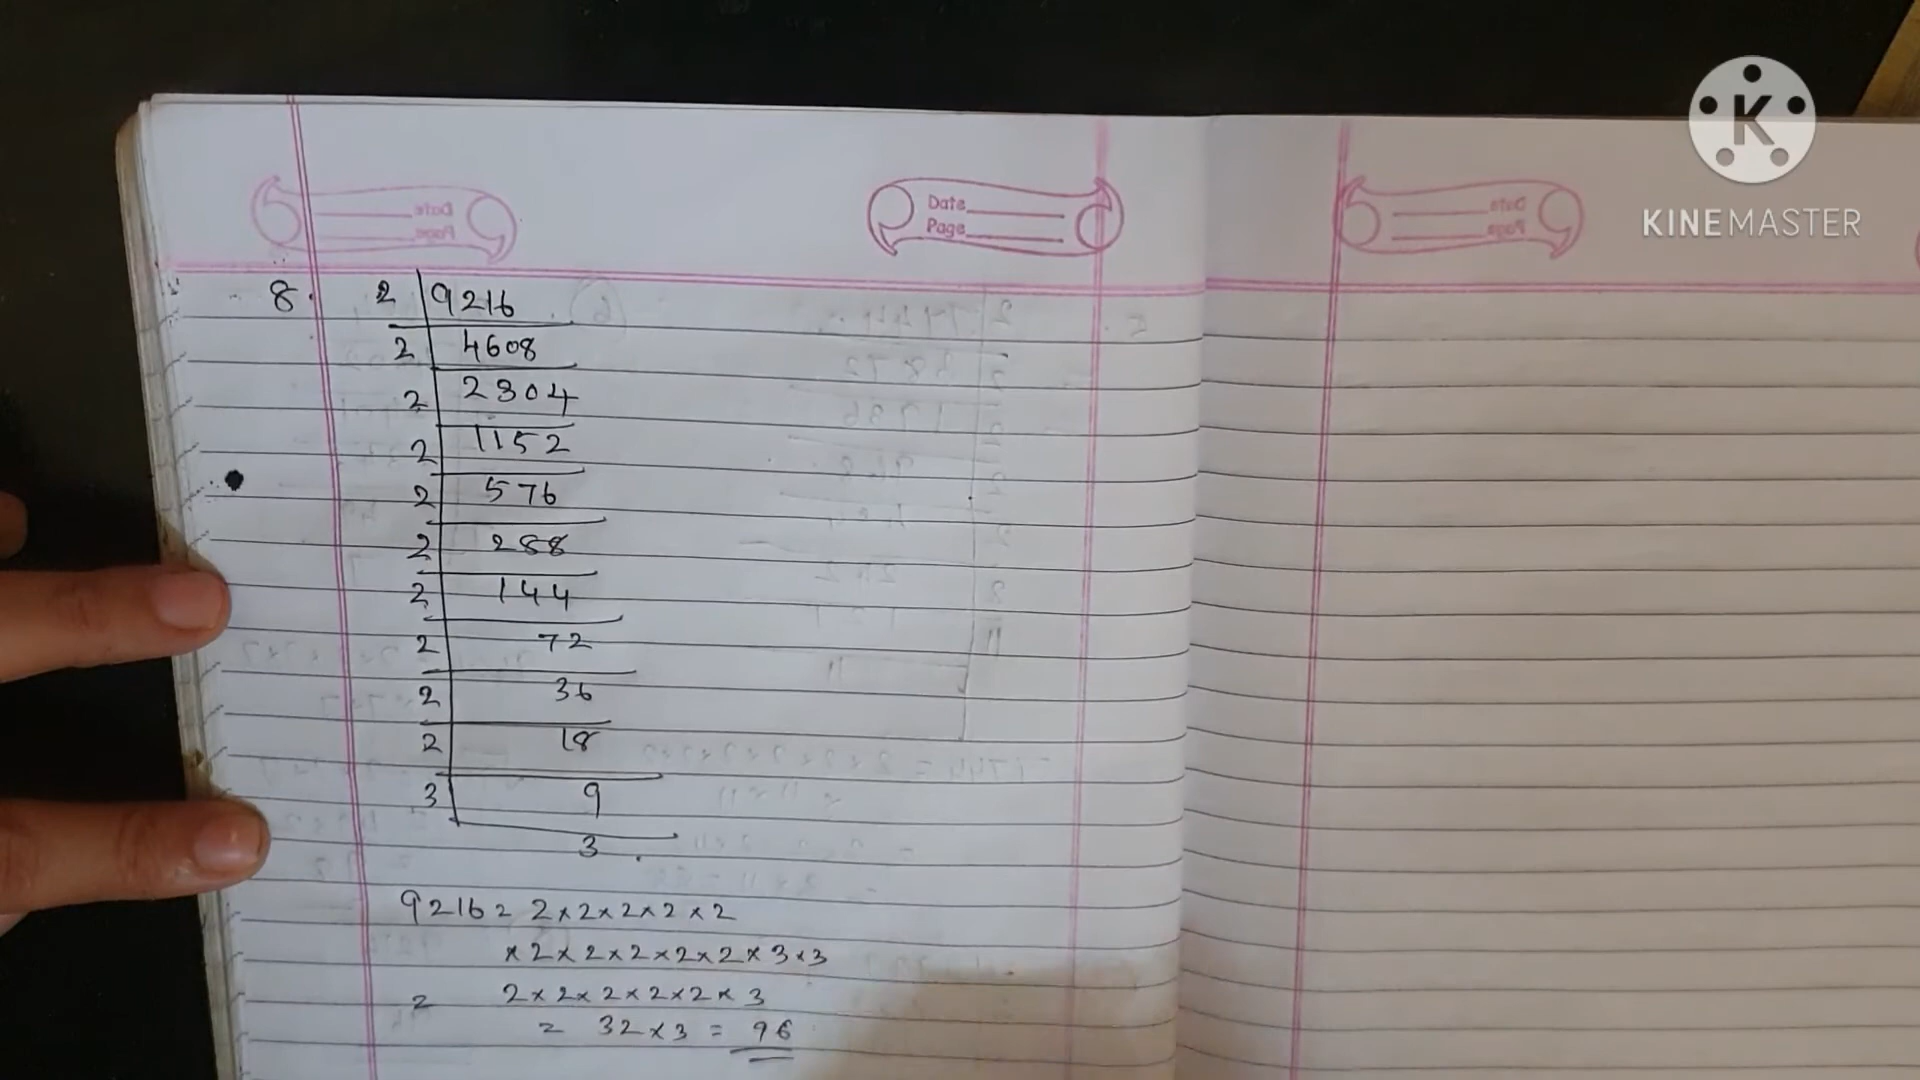 KINEMASTER
Date
Page
8. 2 9216
2 4608
2 2304
2 1152
2 576
2 288
2 144
2 72
2 36
2 18
3 9
3
9216 = 2×2×2×2×2
×2×2×2×2×2×3×3
= 2×2×2×2×2×3
= 32×3 = 96